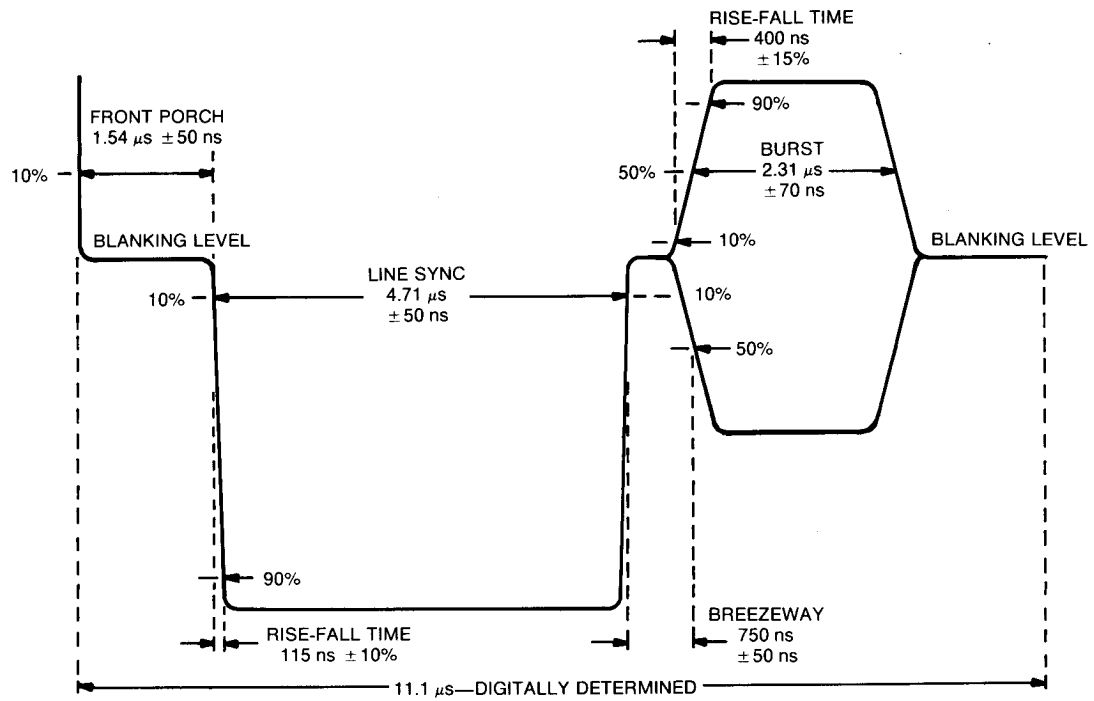 RISE-FALL TIME
400 ns
±15%
90%
FRONT PORCH
1.54 µs ±50 ns
10%
BURST
2.31 µs
±70 ns
50%
10%
BLANKING LEVEL
BLANKING LEVEL
LINE SYNC
4.71 µs
±50 ns
10%
10%
50%
90%
RISE-FALL TIME
115 ns ±10%
BREEZEWAY
750 ns
±50 ns
11.1 µs—DIGITALLY DETERMINED